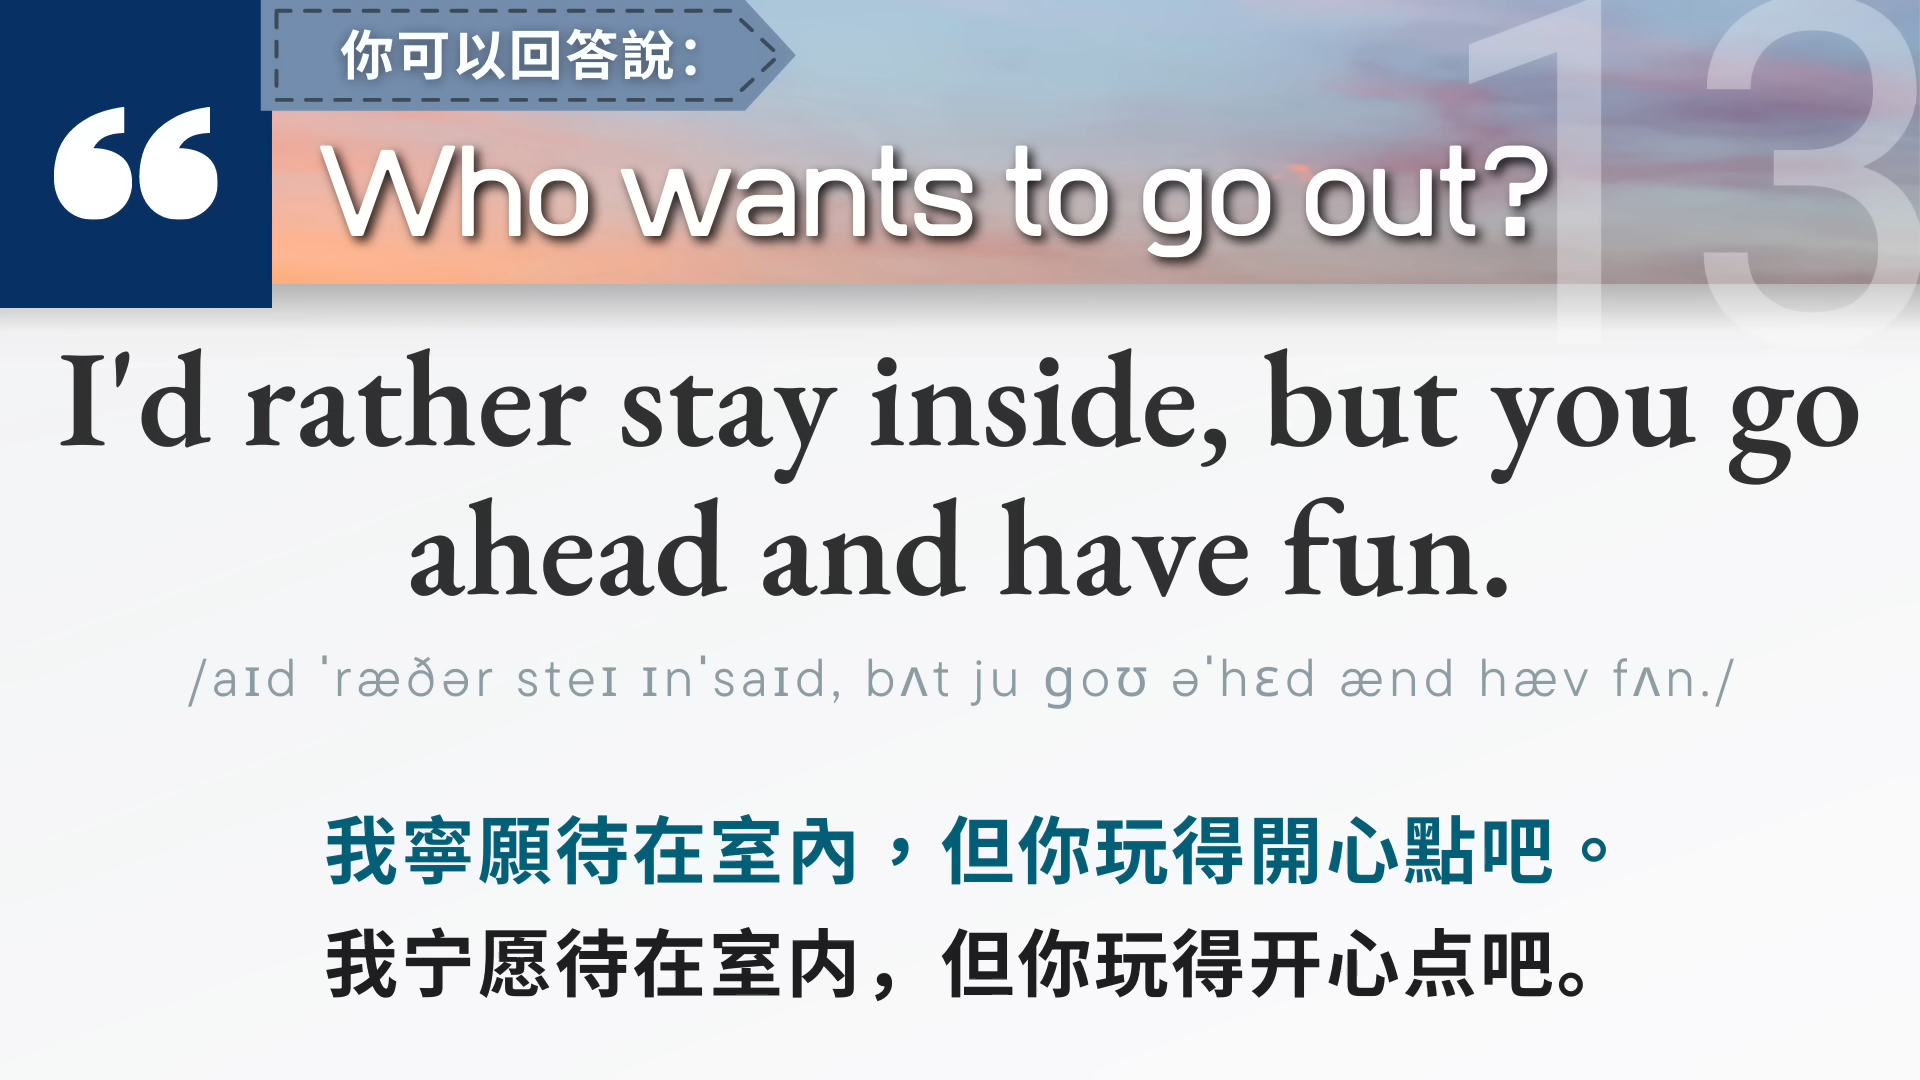 你可以回答說：
13
Who wants to go out?
I'd rather stay inside, but you go
ahead and have fun.
/aɪd ˈræðər steɪ ɪnˈsaɪd, bʌt ju ɡoʊ əˈhɛd ænd hæv fʌn./
我寧願待在室內，但你玩得開心點吧。
我宁愿待在室内，但你玩得开心点吧。